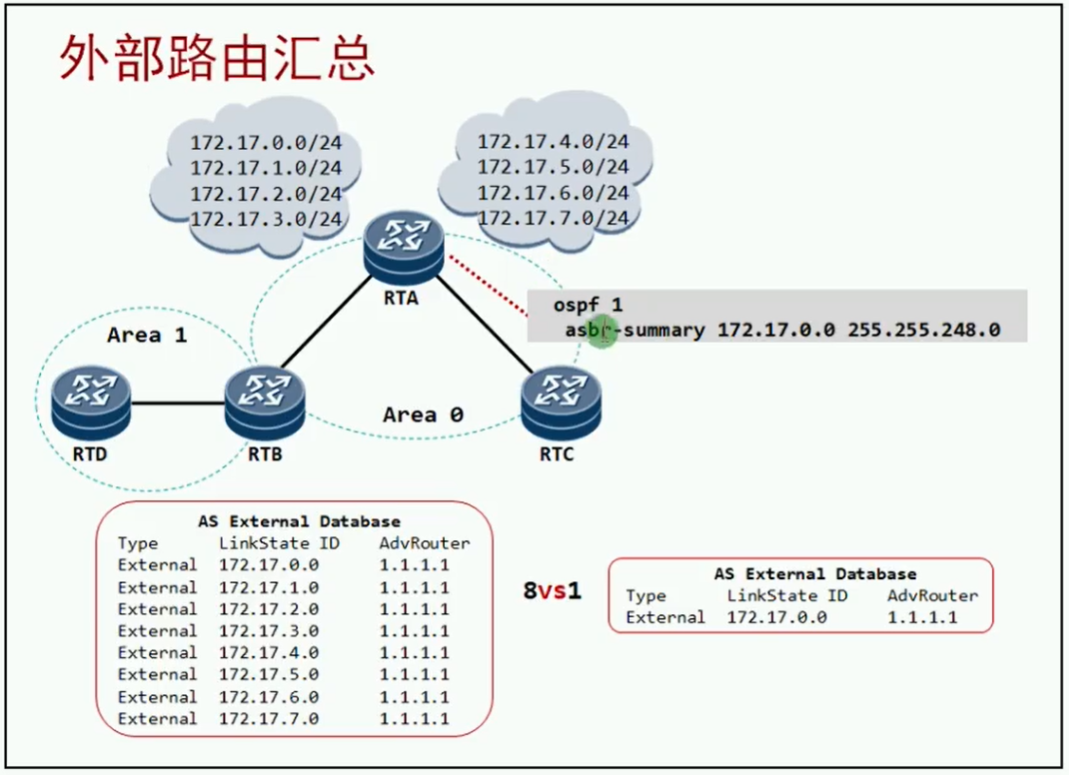 外部路由汇总
172.17.0.0/24
172.17.1.0/24
172.17.2.0/24
172.17.3.0/24
172.17.4.0/24
172.17.5.0/24
172.17.6.0/24
172.17.7.0/24
RTA
ospf 1
asbr-summary 172.17.0.0 255.255.248.0
Area 1
Area 0
RTD
RTB
RTC
AS External Database
Type LinkState ID AdvRouter
External 172.17.0.0 1.1.1.1
External 172.17.1.0 1.1.1.1
External 172.17.2.0 1.1.1.1
External 172.17.3.0 1.1.1.1
External 172.17.4.0 1.1.1.1
External 172.17.5.0 1.1.1.1
External 172.17.6.0 1.1.1.1
External 172.17.7.0 1.1.1.1
8vs1
AS External Database
Type LinkState ID AdvRouter
External 172.17.0.0 1.1.1.1